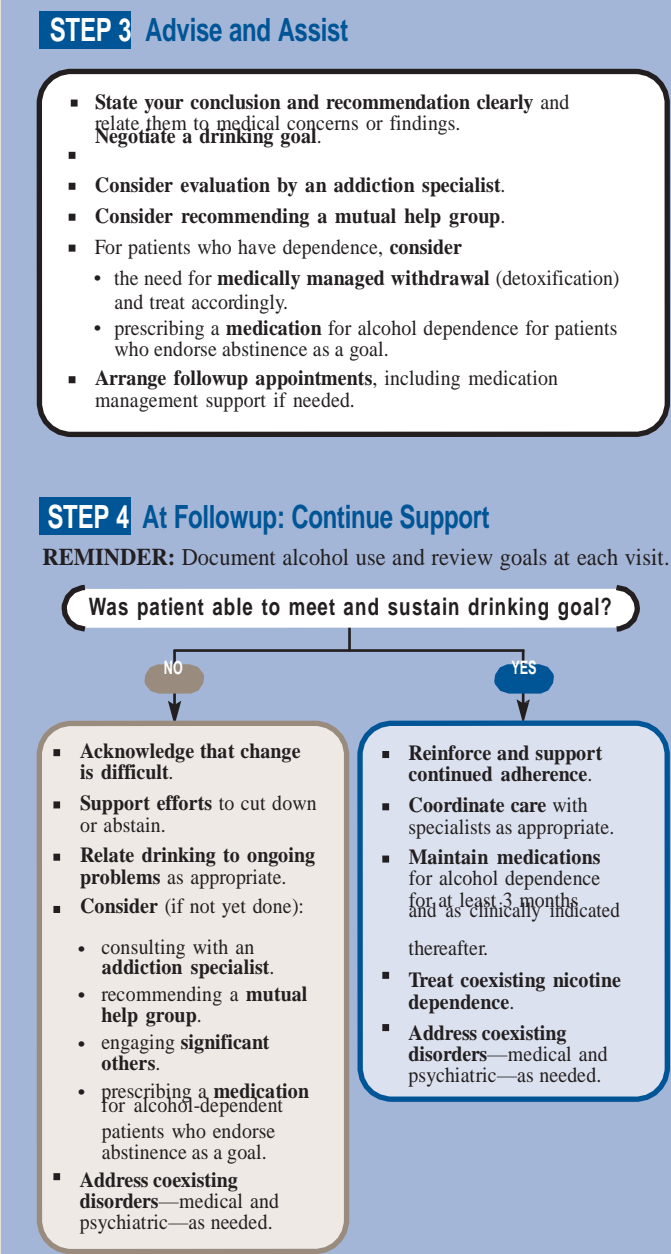 STEP 3 Advise and Assist
▪ State your conclusion and recommendation clearly and
relate them to medical concerns or findings.
▪ Negotiate a drinking goal.
▪ Consider evaluation by an addiction specialist.
▪ Consider recommending a mutual help group.
▪ For patients who have dependence, consider
• the need for medically managed withdrawal (detoxification)
and treat accordingly.
• prescribing a medication for alcohol dependence for patients
who endorse abstinence as a goal.
▪ Arrange followup appointments, including medication
management support if needed.
STEP 4 At Followup: Continue Support
REMINDER: Document alcohol use and review goals at each visit.
Was patient able to meet and sustain drinking goal?
NO
▪ Acknowledge that change
is difficult.
▪ Support efforts to cut down
or abstain.
▪ Relate drinking to ongoing
problems as appropriate.
▪ Consider (if not yet done):
• consulting with an
addiction specialist.
• recommending a mutual
help group.
• engaging significant
others.
• prescribing a medication
for alcohol-dependent
patients who endorse
abstinence as a goal.
▪ Address coexisting
disorders—medical and
psychiatric—as needed.
YES
▪ Reinforce and support
continued adherence.
▪ Coordinate care with
specialists as appropriate.
▪ Maintain medications
for alcohol dependence
for at least 3 months
and as clinically indicated
thereafter.
▪ Treat coexisting nicotine
dependence.
▪ Address coexisting
disorders—medical and
psychiatric—as needed.